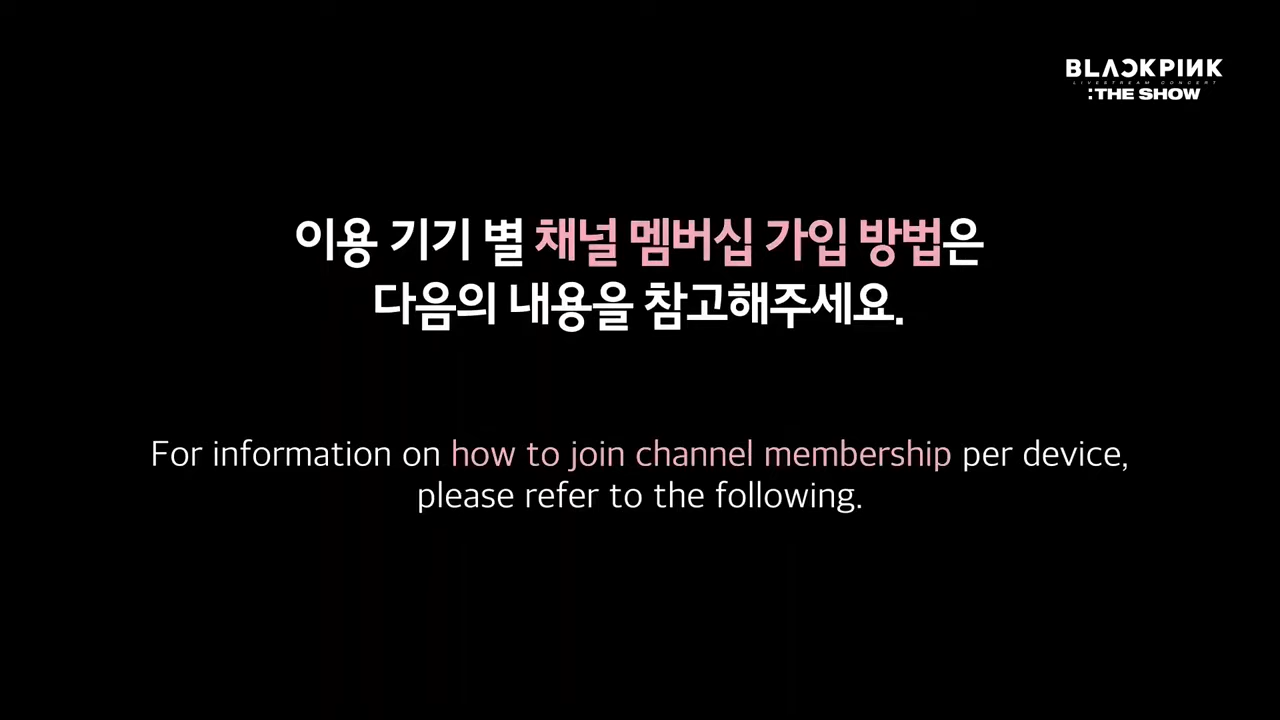 BLACKPINK
LIVESTREAM CONCERT
:THE SHOW
이용 기기 별 채널 멤버십 가입 방법은
다음의 내용을 참고해주세요.
For information on how to join channel membership per device,
please refer to the following.